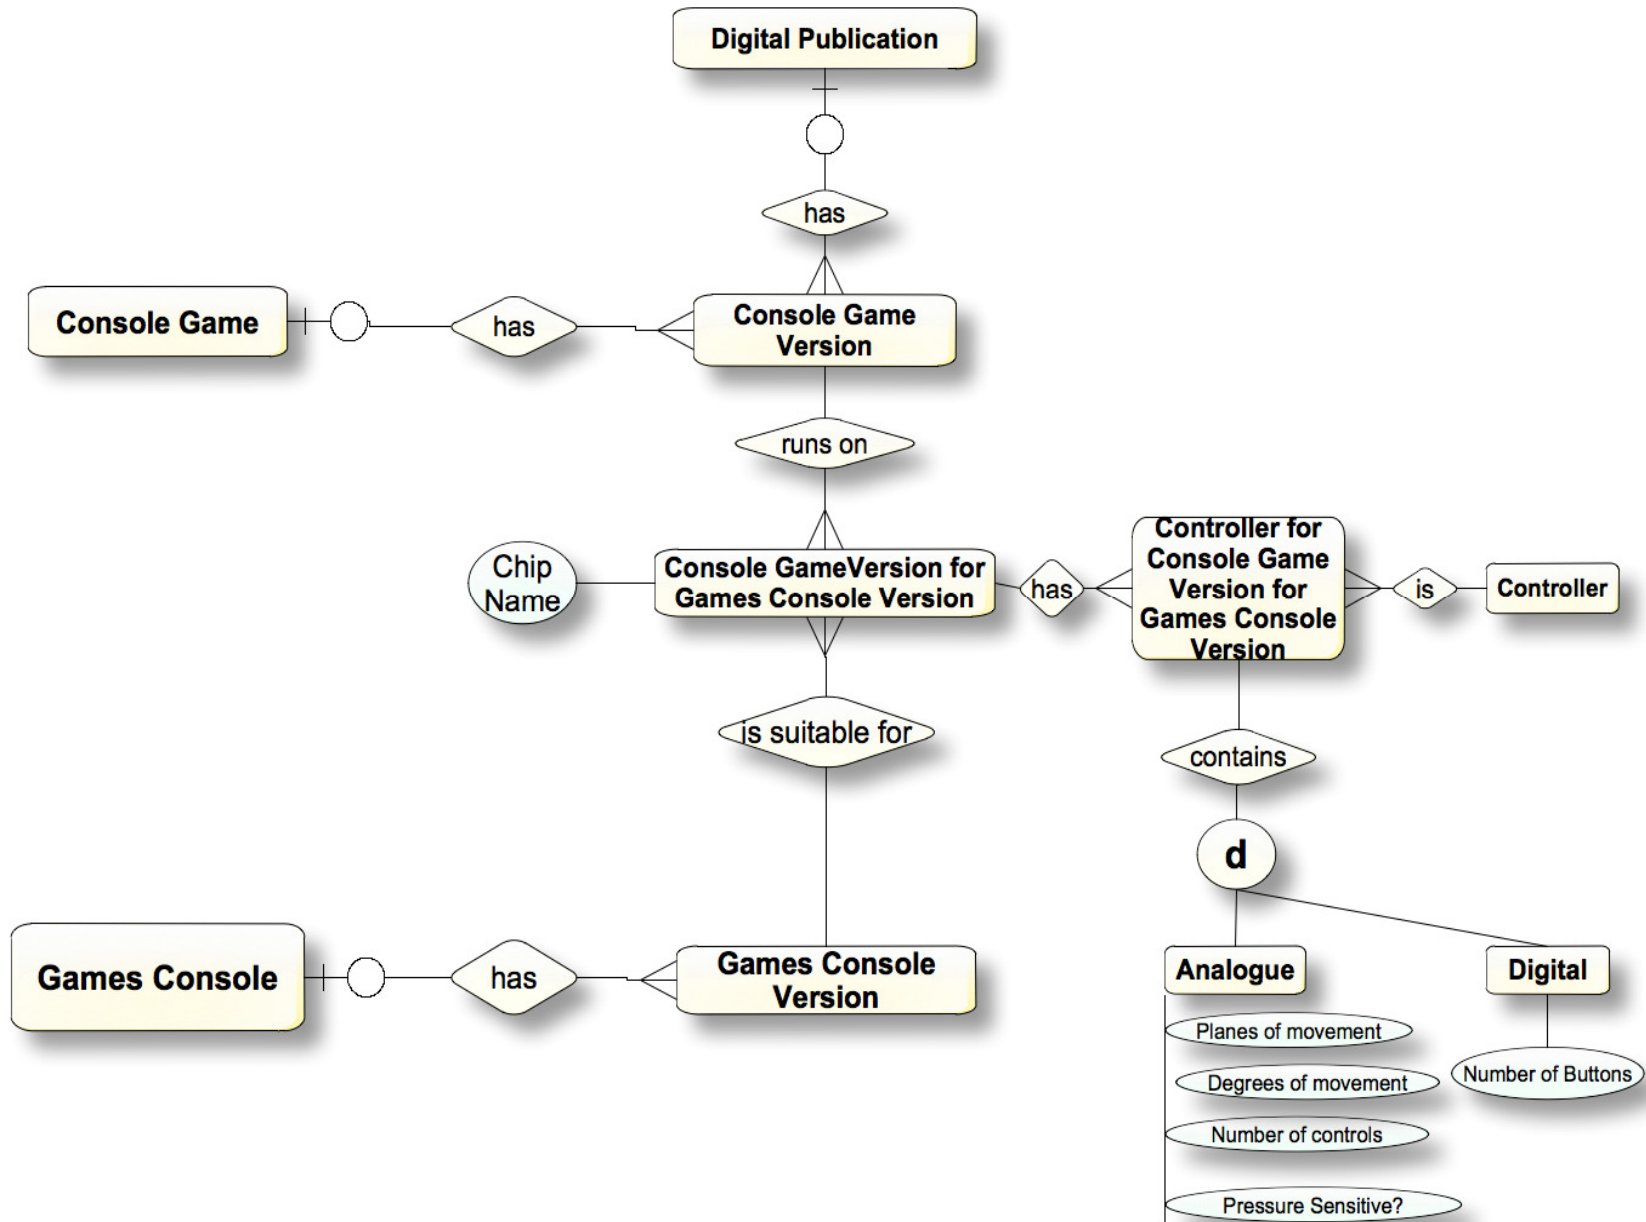 Digital Publication
has
Console Game
has
Console Game
Version
runs on
Chip
Name
Console GameVersion for
Games Console Version
has
Controller for
Console Game
Version for
Games Console
Version
is
Controller
is suitable for
contains
d
Games Console
has
Games Console
Version
Analogue
Digital
Planes of movement
Degrees of movement
Number of Buttons
Number of controls
Pressure Sensitive?